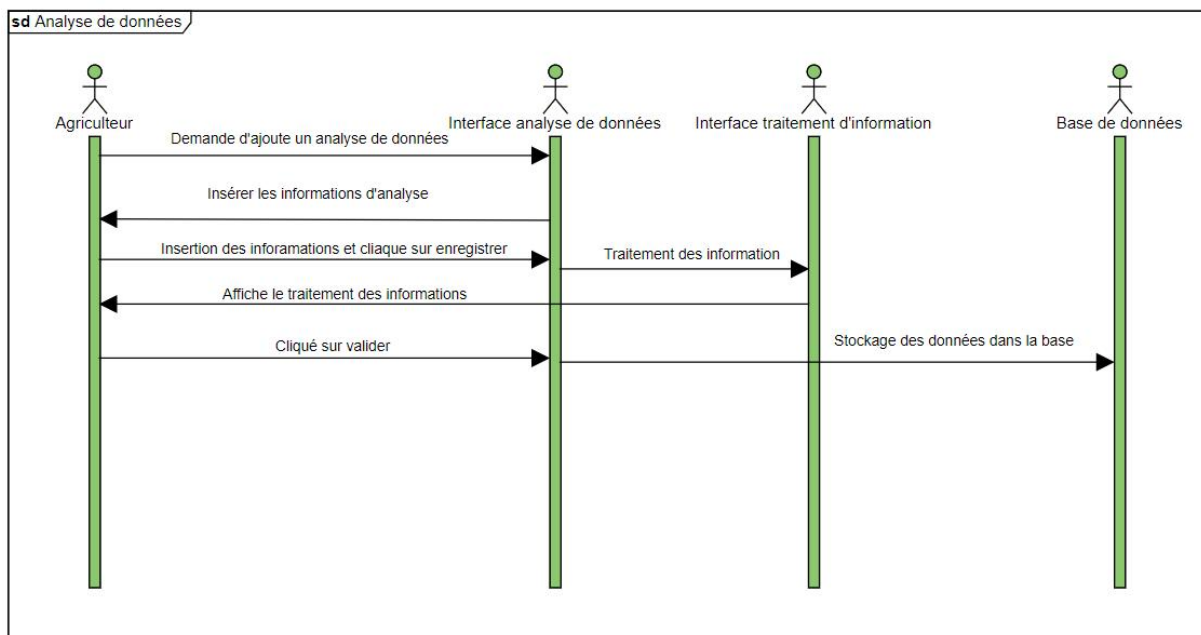 sd Analyse de données
Agriculteur
Interface analyse de données
Interface traitement d'information
Base de données
Demande d'ajoute un analyse de données
Insérer les informations d'analyse
Insertion des inforamations et cliaque sur enregistrer
Traitement des information
Affiche le traitement des informations
Cliqué sur valider
Stockage des données dans la base